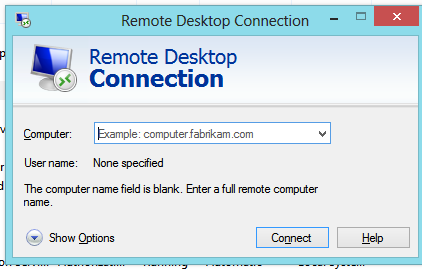 Remote Desktop Connection
Remote Desktop
Connection
Computer:
Example: computer.fabrikam.com
User name: None specified
The computer name field is blank. Enter a full remote computer
name.
Show Options
Connect
Help
Running